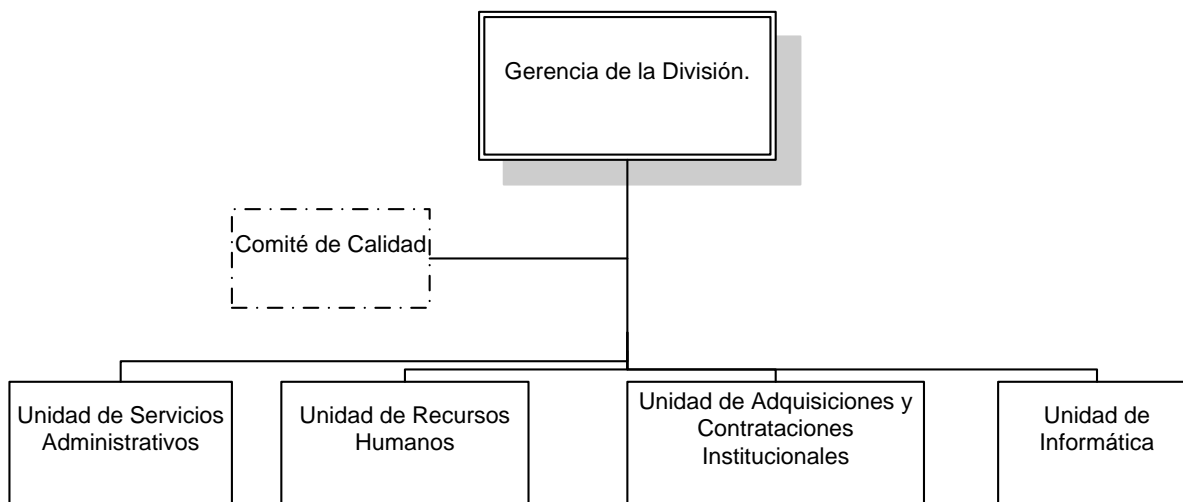 Gerencia de la División.
Comité de Calidad
Unidad de Servicios
Administrativos
Unidad de Recursos
Humanos
Unidad de Adquisiciones y
Contrataciones
Institucionales
Unidad de
Informática